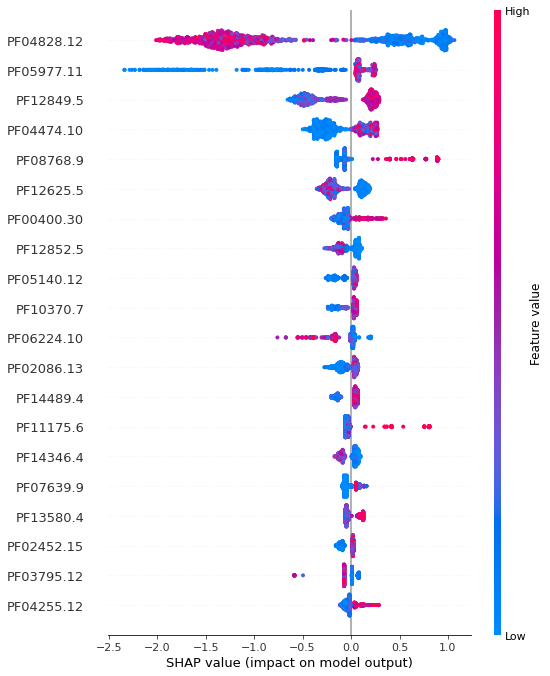 High
PF04828.12
PF05977.11
PF12849.5
PF04474.10
PF08768.9
PF12625.5
PF00400.30
PF12852.5
PF05140.12
PF10370.7
PF06224.10
PF02086.13
PF14489.4
PF11175.6
PF14346.4
PF07639.9
PF13580.4
PF02452.15
PF03795.12
PF04255.12
Feature value
Low
−2.5 −2.0 −1.5 −1.0 −0.5 0.0 0.5 1.0
SHAP value (impact on model output)